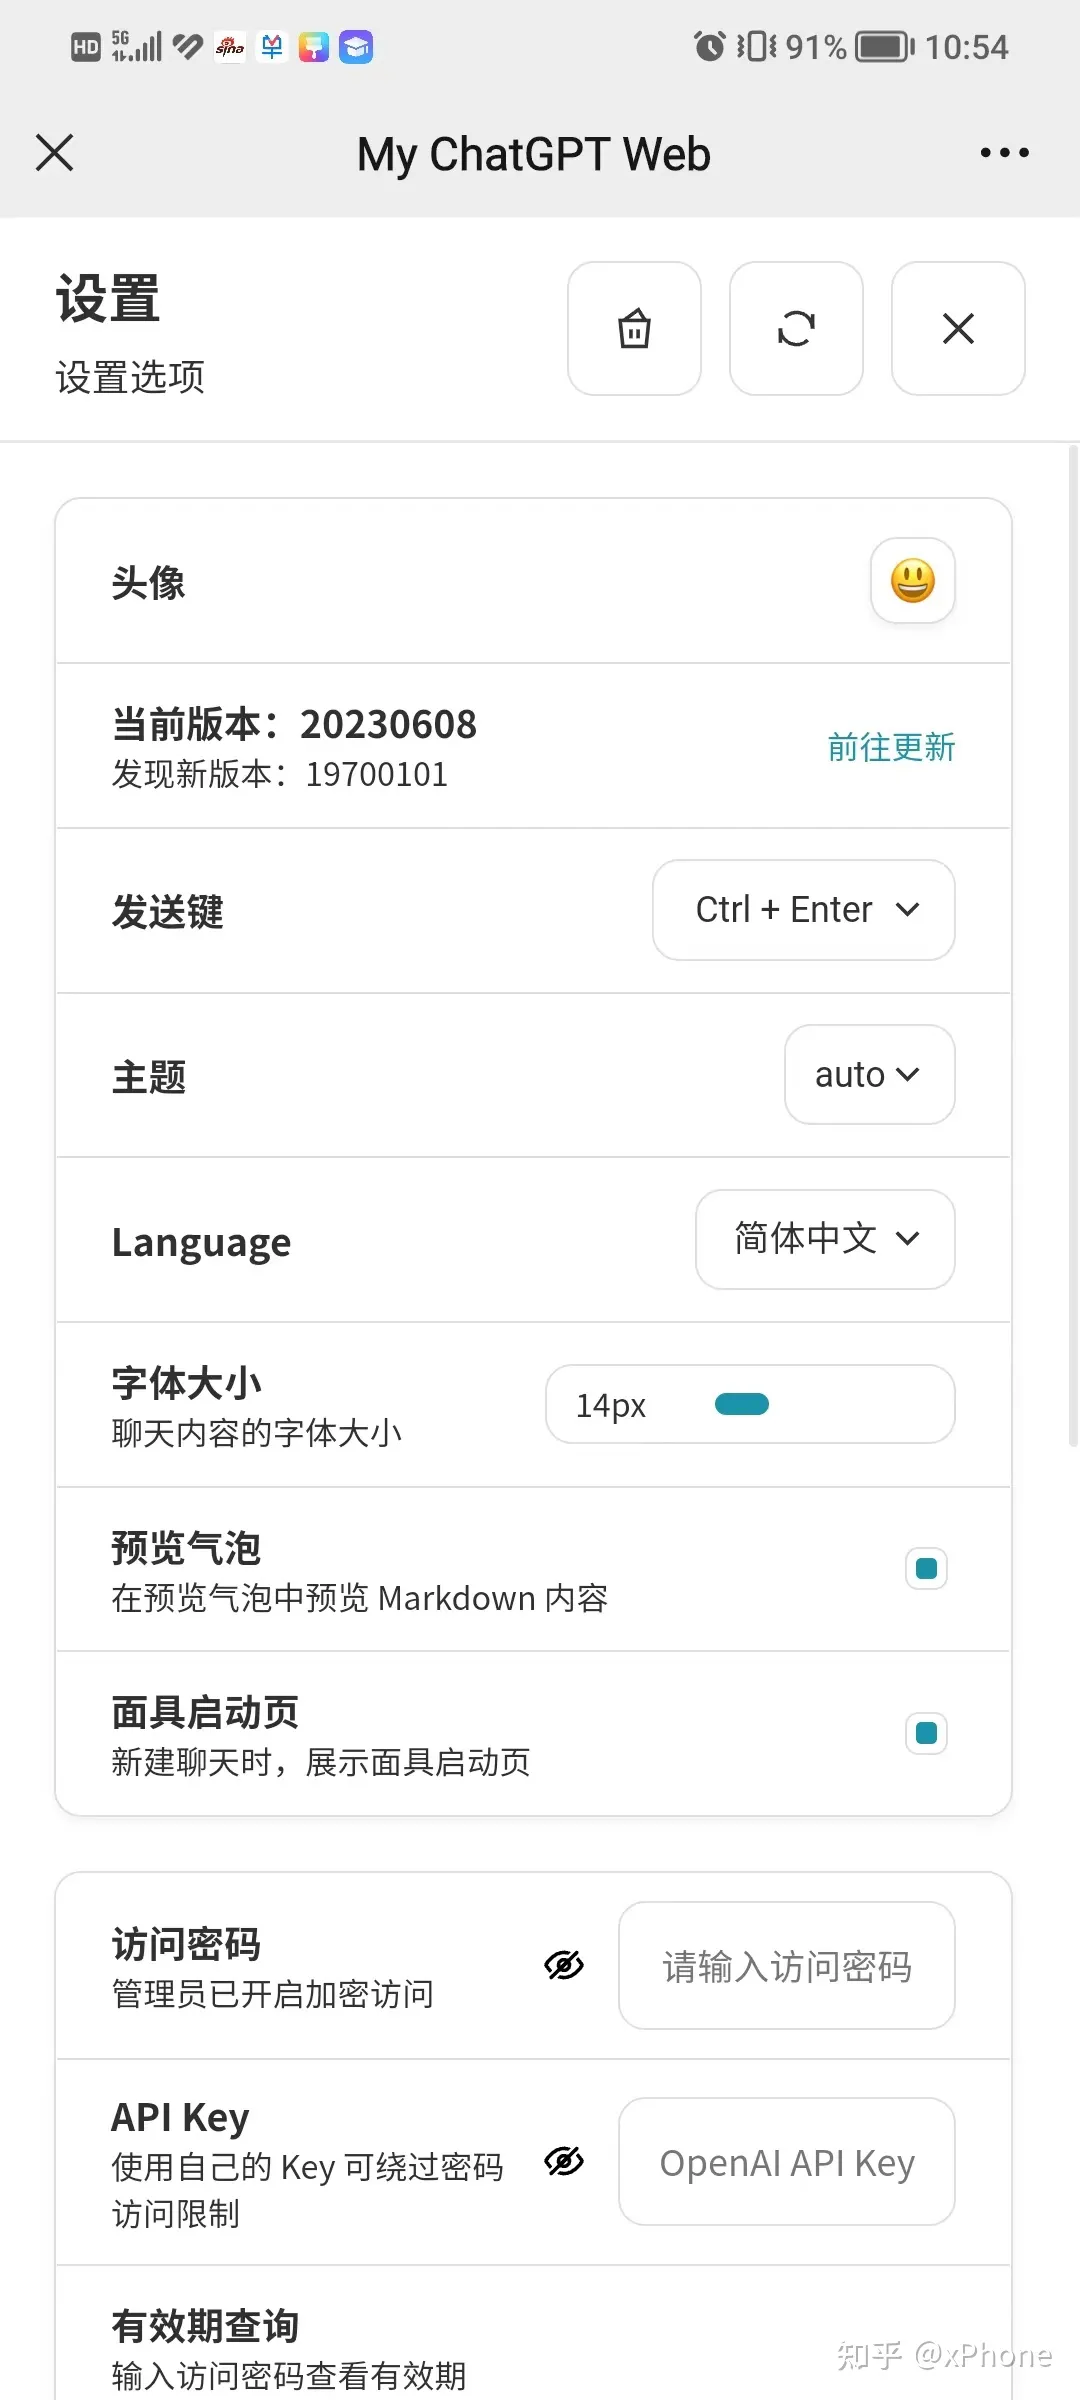 HD 5G sina 91% 10:54
My ChatGPT Web
设置
设置选项
头像
当前版本：20230608
发现新版本：19700101
前往更新
发送键
Ctrl + Enter
主题
auto
Language
简体中文
字体大小
聊天内容的字体大小
14px
预览气泡
在预览气泡中预览 Markdown 内容
面具启动页
新建聊天时，展示面具启动页
访问密码
管理员已开启加密访问
请输入访问密码
API Key
使用自己的 Key 可绕过密码
访问限制
OpenAI API Key
有效期查询
输入访问密码查看有效期
知乎 @xPhone